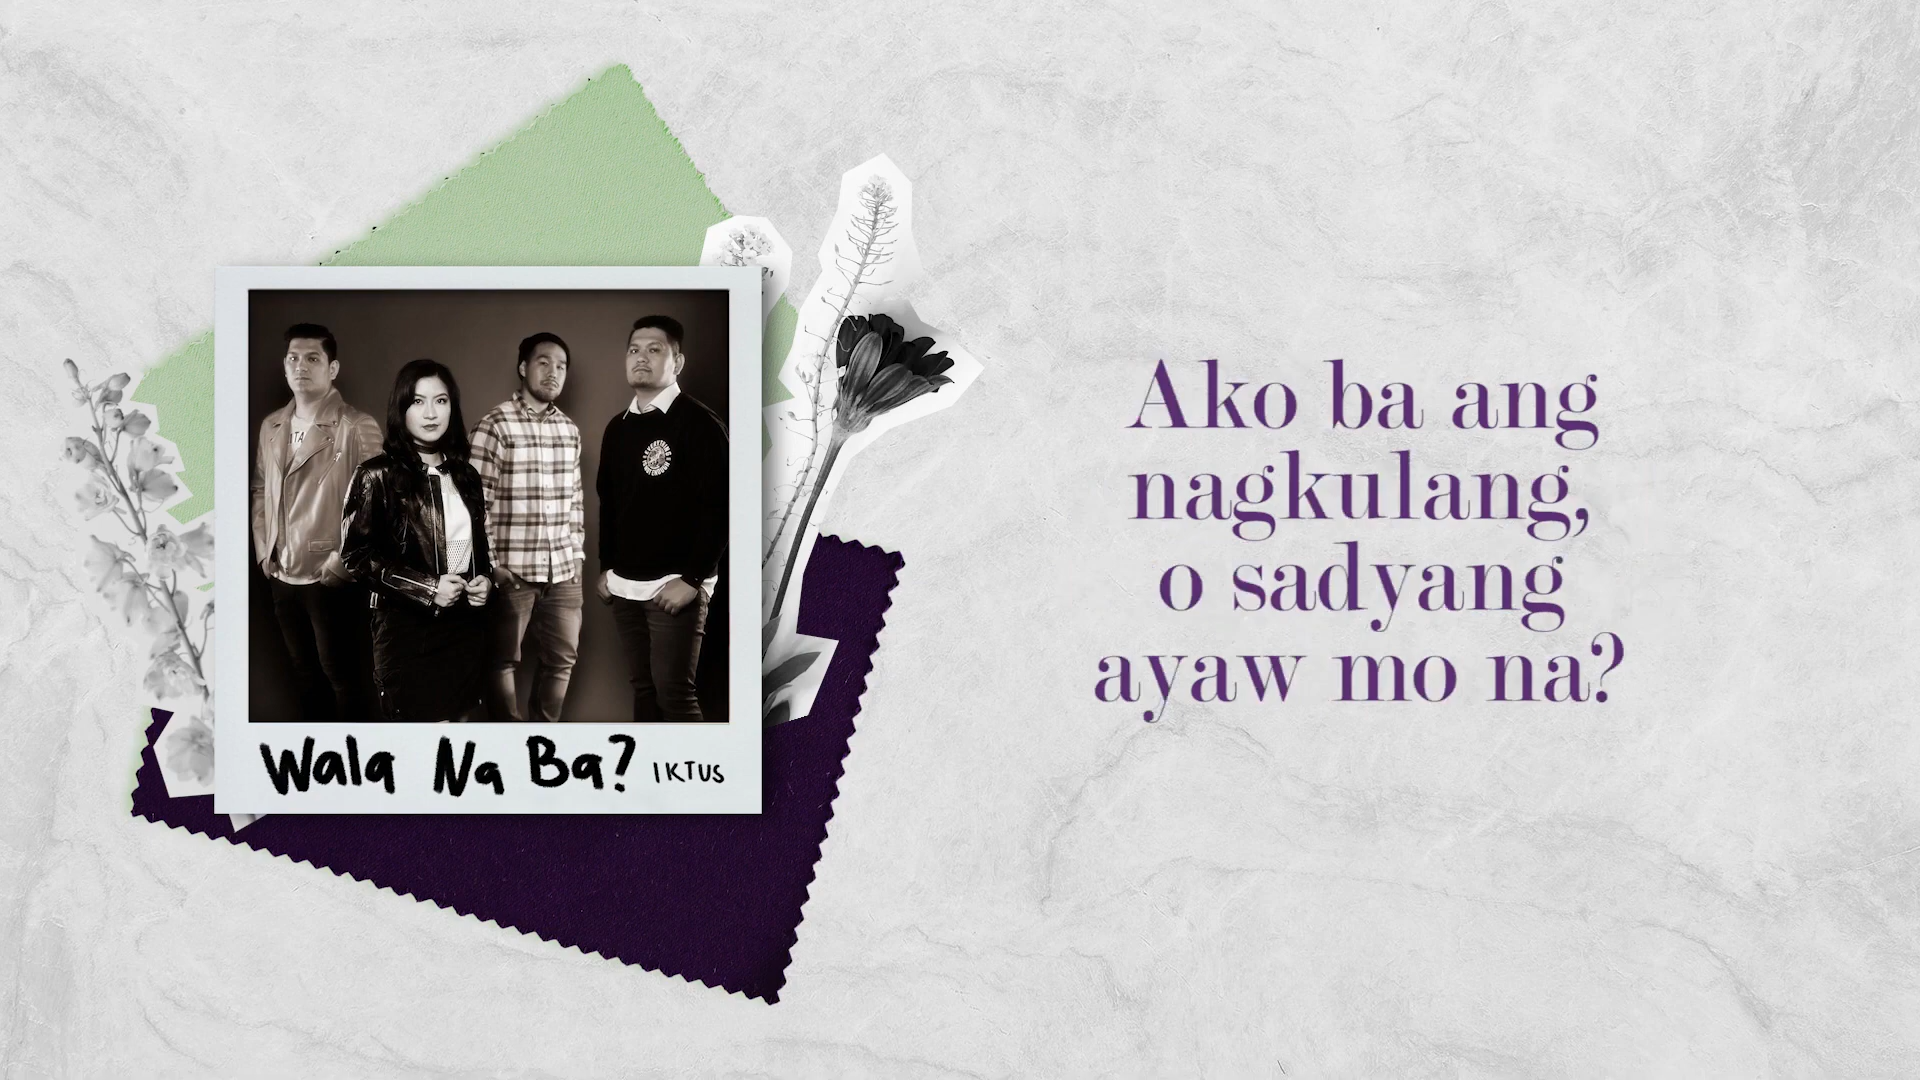 Wala Na Ba? IKTUS
Ako ba ang
nagkulang,
o sadyang
ayaw mo na?